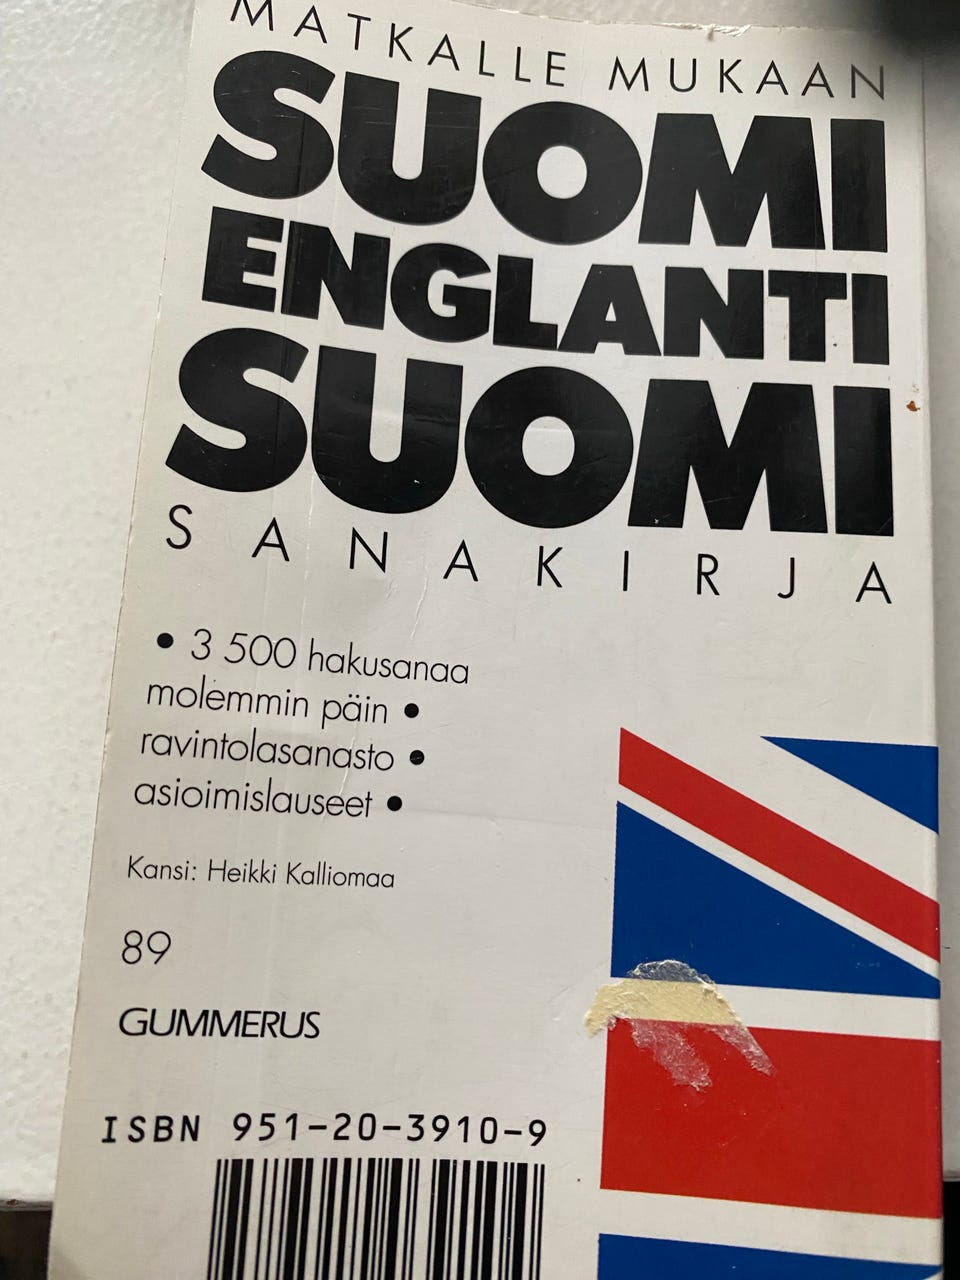 MATKALLE MUKAAN
SUOMI
ENGLANTI
SUOMI
SANAKIRJA
• 3 500 hakusanaa
molemmin päin •
ravintolasanasto •
asioimislauseet •
Kansi: Heikki Kalliomaa
89
GUMMERUS
ISBN 951-20-3910-9